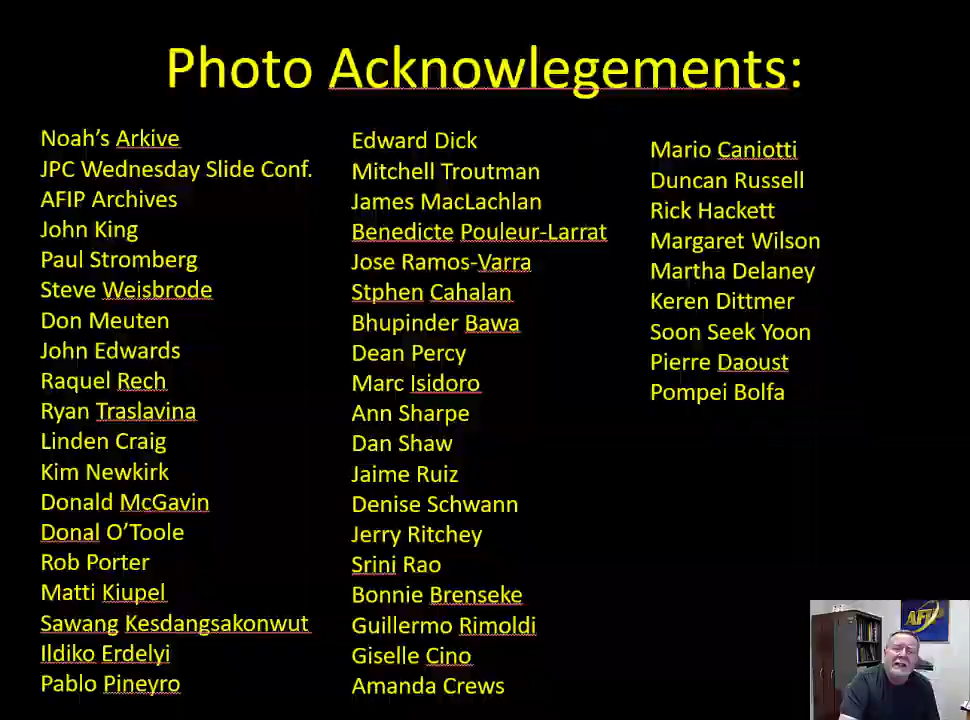 Photo Acknowlegements:
Noah's Arkive
JPC Wednesday Slide Conf.
AFIP Archives
John King
Paul Stromberg
Steve Weisbrode
Don Meuten
John Edwards
Raquel Rech
Ryan Traslavina
Linden Craig
Kim Newkirk
Donald McGavin
Donal O'Toole
Rob Porter
Matti Kiupel
Sawang Kesdangsakonwut
Ildiko Erdelyi
Pablo Pineyro
Edward Dick
Mitchell Troutman
James MacLachlan
Benedicte Pouleur-Larrat
Jose Ramos-Varra
Stphen Cahalan
Bhupinder Bawa
Dean Percy
Marc Isidoro
Ann Sharpe
Dan Shaw
Jaime Ruiz
Denise Schwann
Jerry Ritchey
Srini Rao
Bonnie Brenseke
Guillermo Rimoldi
Giselle Cino
Amanda Crews
Mario Caniotti
Duncan Russell
Rick Hackett
Margaret Wilson
Martha Delaney
Keren Dittmer
Soon Seek Yoon
Pierre Daoust
Pompei Bolfa
AFIP